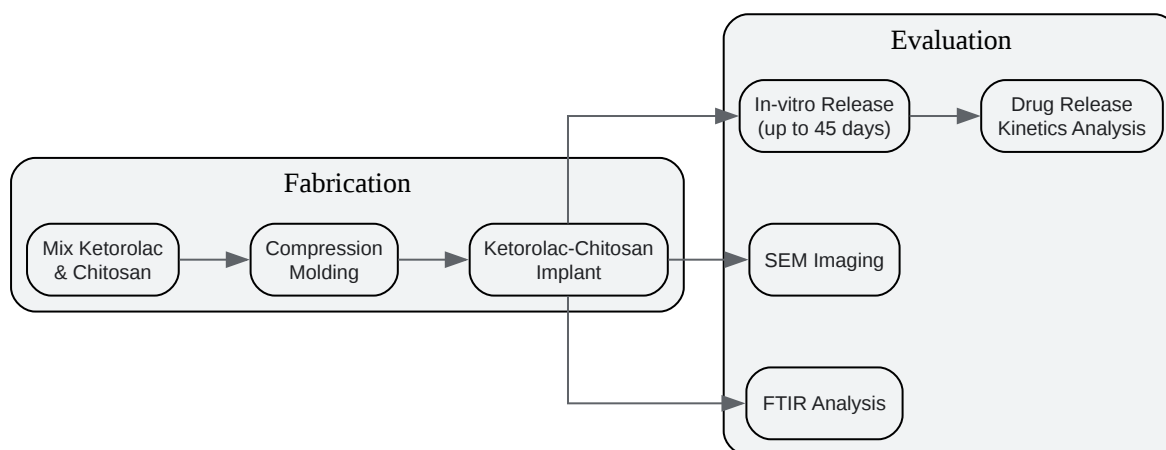 Evaluation
In-vitro Release
(up to 45 days)
Drug Release
Kinetics Analysis
Fabrication
Mix Ketorolac
& Chitosan
Compression
Molding
Ketorolac-Chitosan
Implant
SEM Imaging
FTIR Analysis